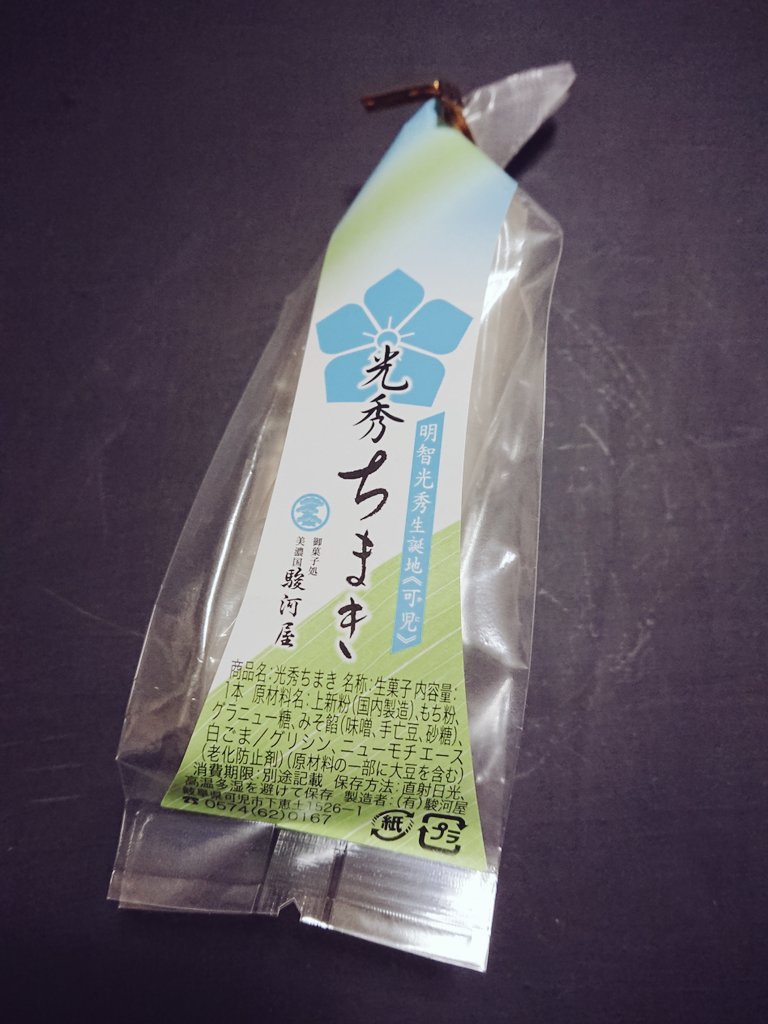 光秀ちまき
明智光秀生誕地《可児》
御菓子処
美濃国
駿河屋
商品名:光秀ちまき 名称:生菓子 内容量:
1本 原材料名:上新粉(国内製造)、もち粉、
グラニュー糖、みそ餡(味噌、手亡豆、砂糖)、
白ごま/グリシン、ニューモチエース
(老化防止剤)(原材料の一部に大豆を含む)
消費期限:別途記載 保存方法:直射日光、
高温多湿を避けて保存 製造者:(有)駿河屋
岐阜県可児市下恵土1526-1
☎0574(62)0167
紙
プラ